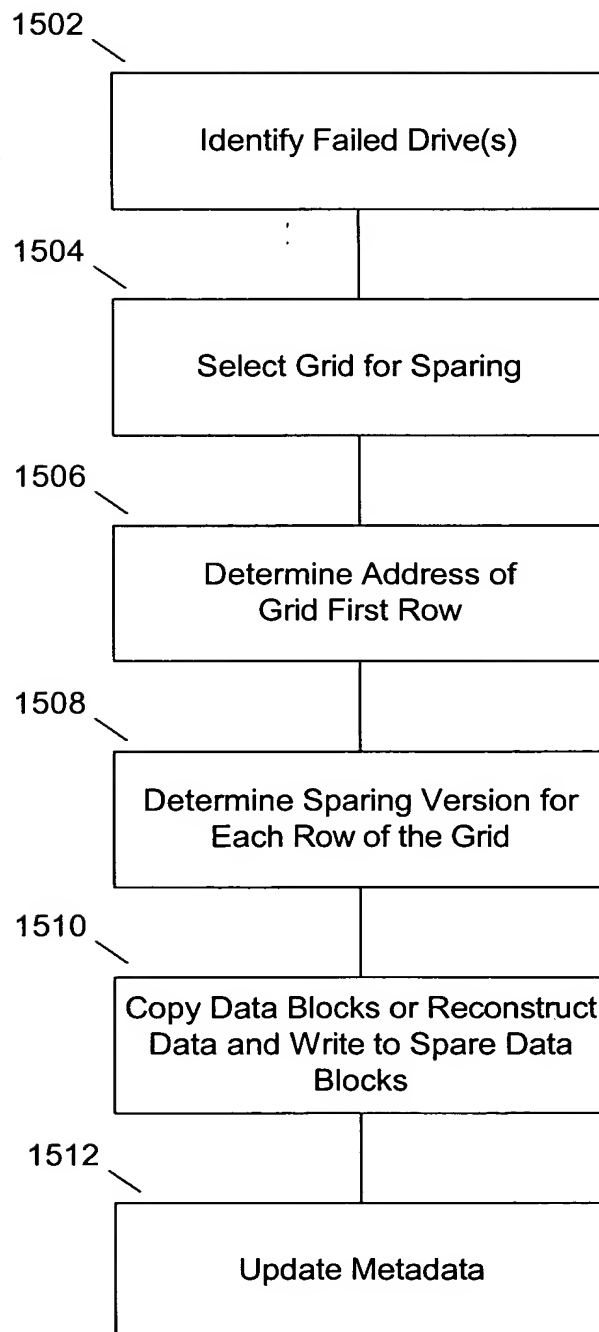 1502
Identify Failed Drive(s)
1504
Select Grid for Sparing
1506
Determine Address of
Grid First Row
1508
Determine Sparing Version for
Each Row of the Grid
1510
Copy Data Blocks or Reconstruct
Data and Write to Spare Data
Blocks
1512
Update Metadata